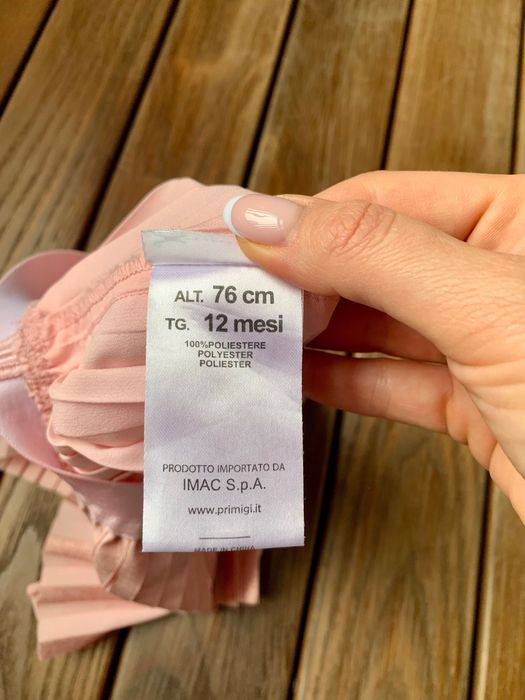 ALT. 76 cm
TG. 12 mesi
100%POLIESTERE
POLYESTER
POLIESTER
PRODOTTO IMPORTATO DA
IMAC S.p.A.
www.primigi.it
MADE IN CHINA